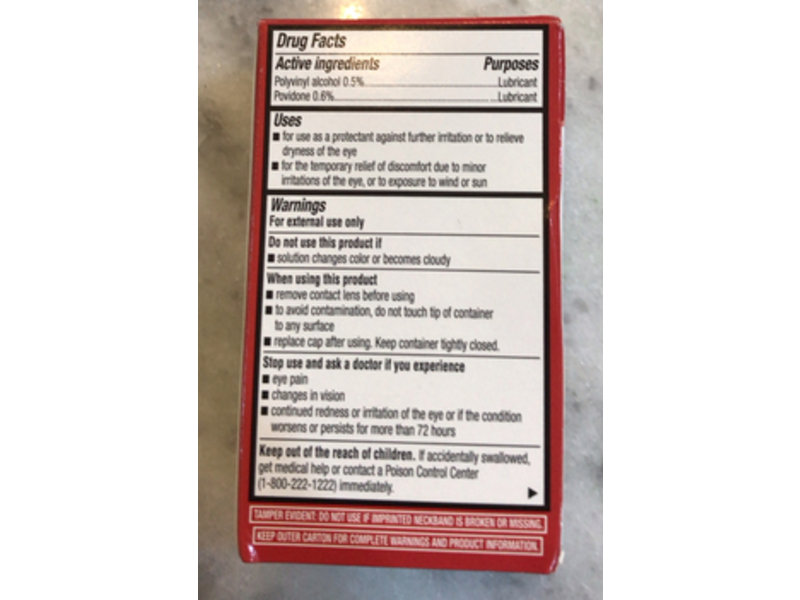 Drug Facts
Active ingredients Purposes
Polyvinyl alcohol 0.5%..........Lubricant
Povidone 0.6%..........Lubricant
Uses
■ for use as a protectant against further irritation or to relieve
dryness of the eye
■ for the temporary relief of discomfort due to minor
irritations of the eye, or to exposure to wind or sun
Warnings
For external use only
Do not use this product if
■ solution changes color or becomes cloudy
When using this product
■ remove contact lens before using
■ to avoid contamination, do not touch tip of container
to any surface
■ replace cap after using. Keep container tightly closed.
Stop use and ask a doctor if you experience
■ eye pain
■ changes in vision
■ continued redness or irritation of the eye or if the condition
worsens or persists for more than 72 hours
Keep out of the reach of children. If accidentally swallowed,
get medical help or contact a Poison Control Center
(1-800-222-1222) immediately.
TAMPER EVIDENT: DO NOT USE IF IMPRINTED NECKBAND IS BROKEN OR MISSING.
KEEP OUTER CARTON FOR COMPLETE WARNINGS AND PRODUCT INFORMATION.